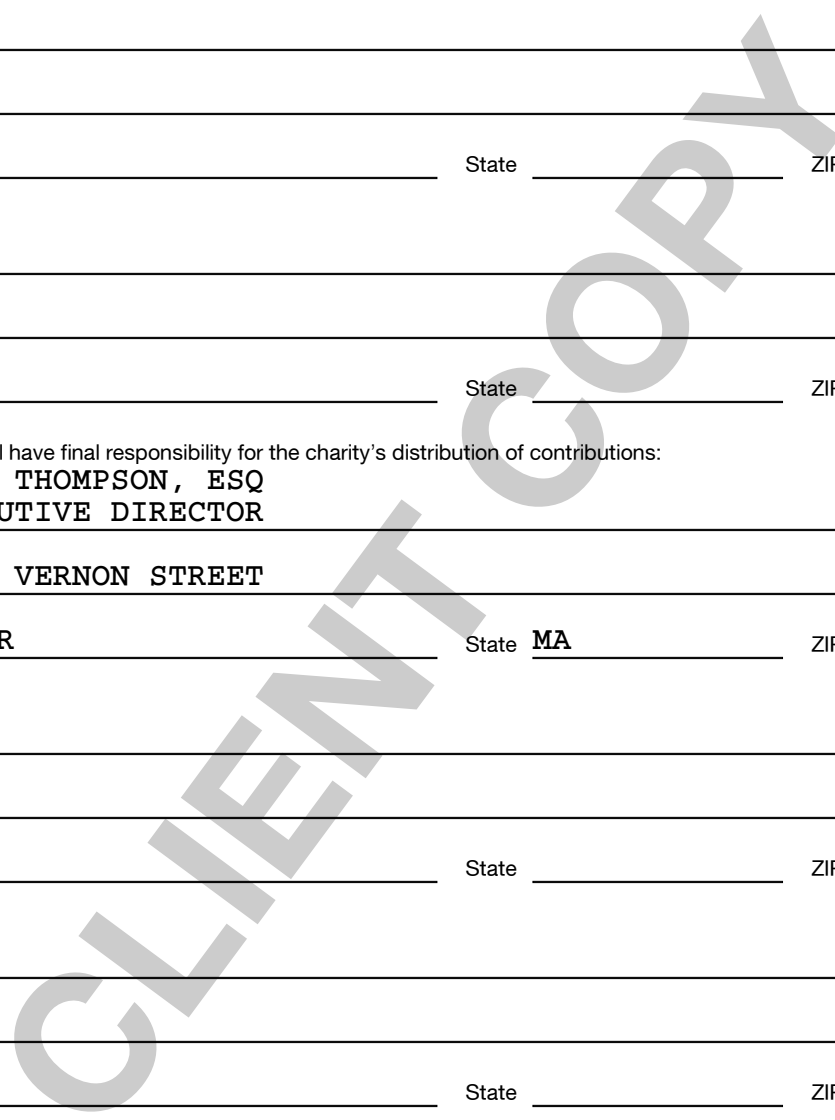 State ZIP
State ZIP
l have final responsibility for the charity's distribution of contributions:
THOMPSON, ESQ
UTIVE DIRECTOR
VERNON STREET
R State MA ZIP
State ZIP
State ZIP
CLIENT COPY